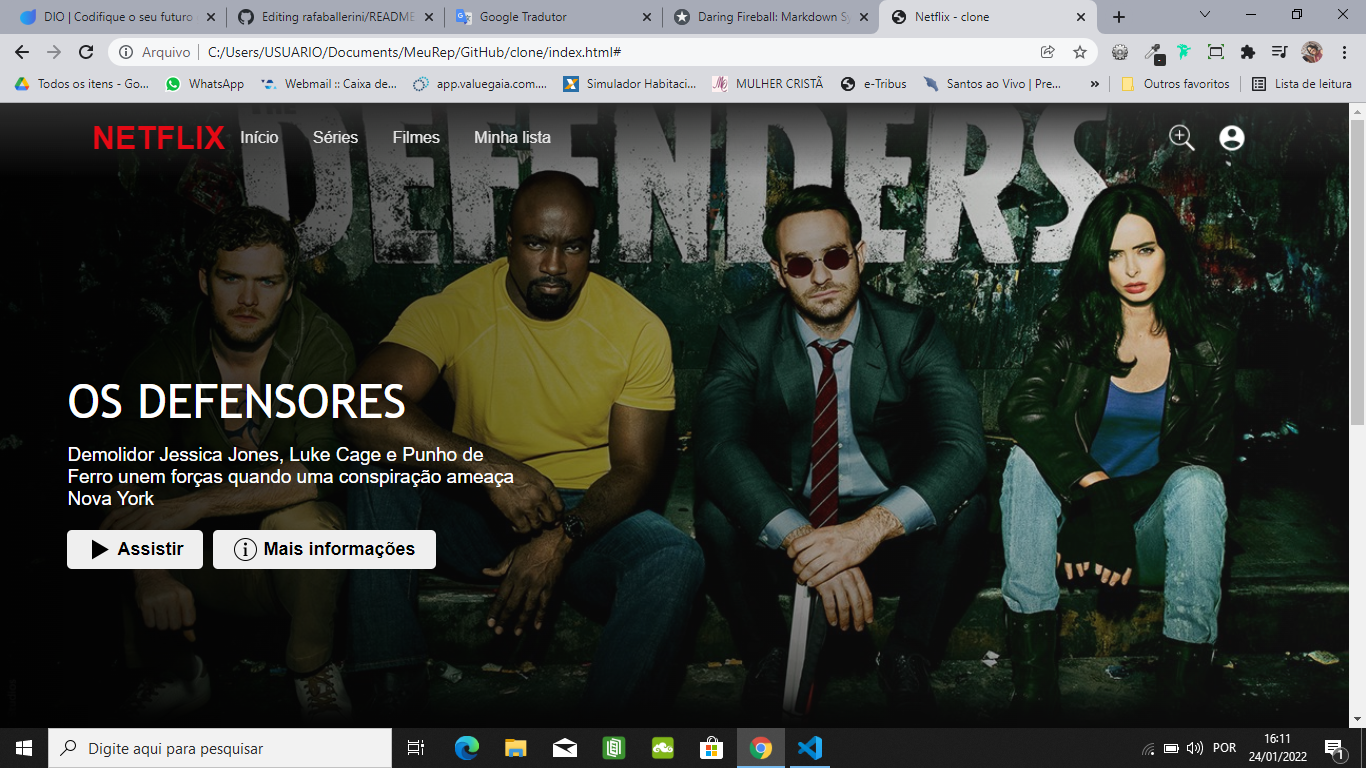 DIO | Codifique o seu futuro
Editing rafaballerini/README
Google Tradutor
Daring Fireball: Markdown Sy
Netflix - clone
Arquivo
C:/Users/USUARIO/Documents/MeuRep/GitHub/clone/index.html#
Todos os itens - Go...
WhatsApp
Webmail :: Caixa de...
app.valuegaia.com....
Simulador Habitaci...
MULHER CRISTÃ
e-Tribus
Santos ao Vivo | Pre...
»
Outros favoritos
Lista de leitura
THE
DEFENDERS
NETFLIX
Início
Séries
Filmes
Minha lista
OS DEFENSORES
Demolidor Jessica Jones, Luke Cage e Punho de
Ferro unem forças quando uma conspiração ameaça
Nova York
Assistir
Mais informações
Digite aqui para pesquisar
POR
16:11
24/01/2022
1